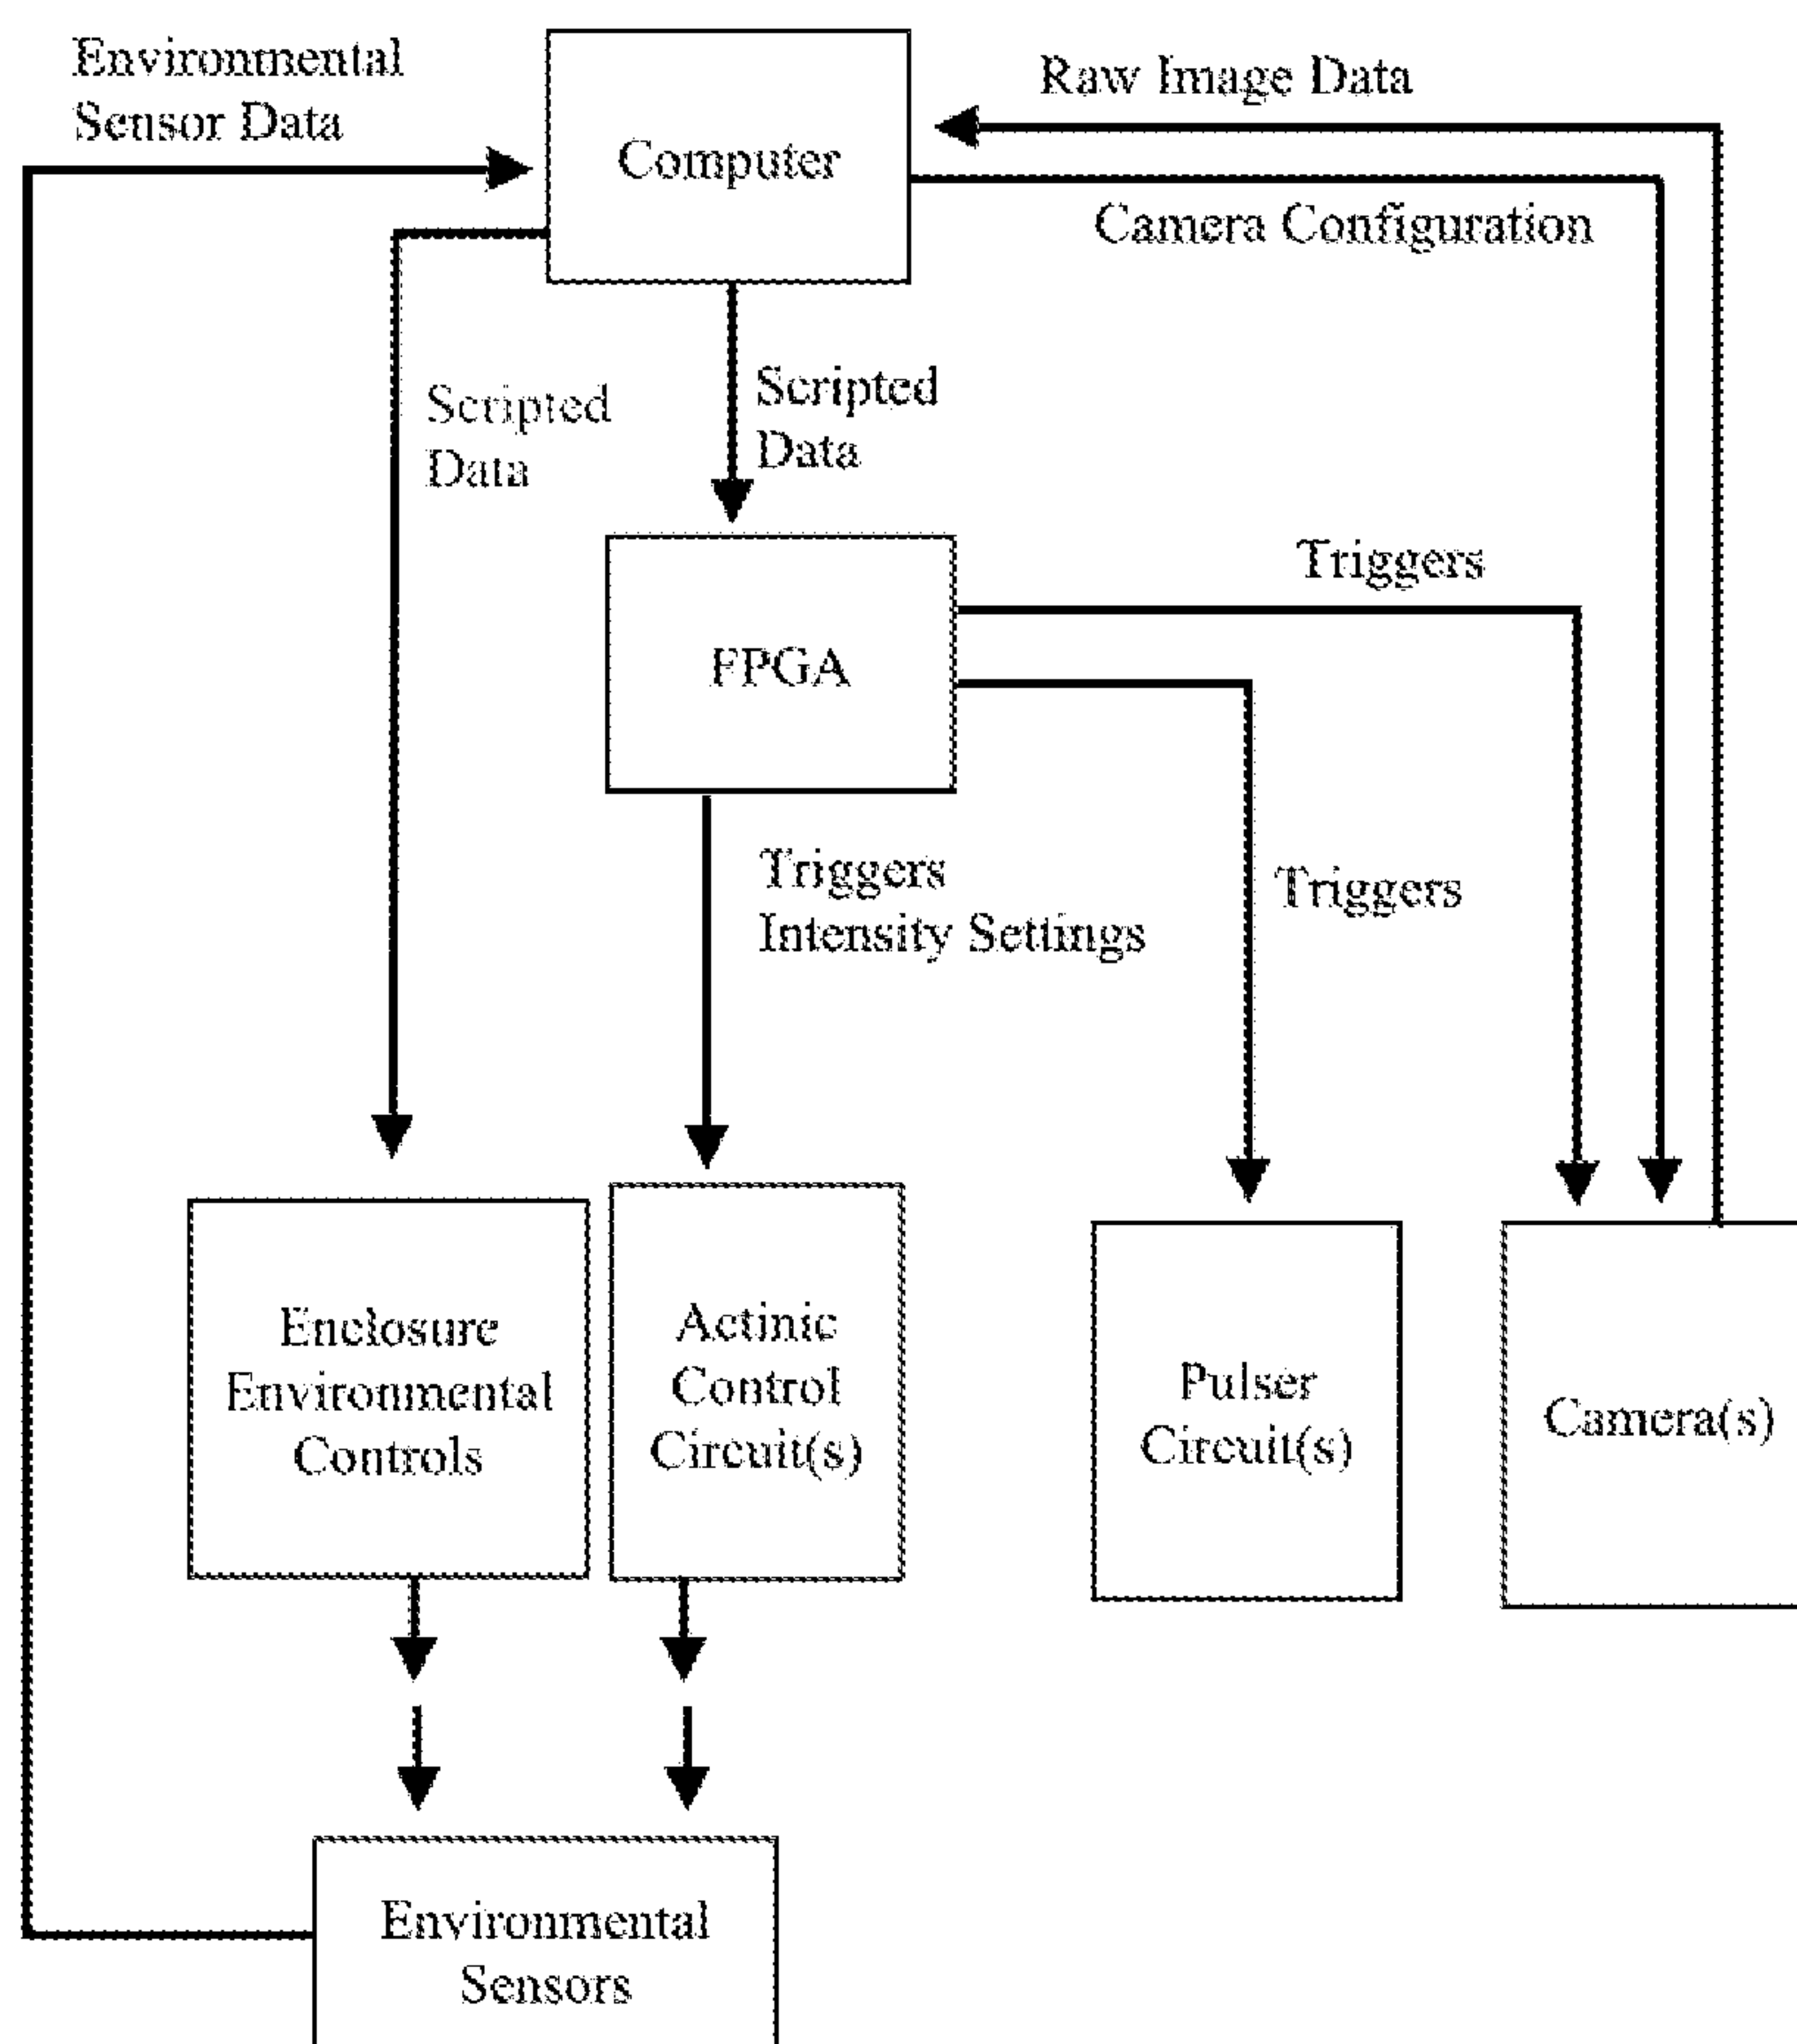 Environmental
Sensor Data
Computer
Raw Image Data
Camera Configuration
Scripted
Data
Scripted
Data
FPGA
Triggers
Triggers
Intensity Settings
Triggers
Enclosure
Environmental
Controls
Actinic
Control
Circuit(s)
Pulser
Circuit(s)
Camera(s)
Environmental
Sensors